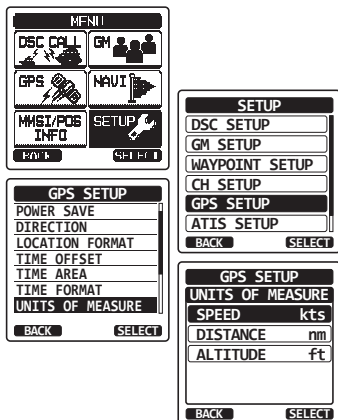 MENU
DSC CALL GM
GPS NAVI
MMSI/POS
INFO
SETUP
BACK SELECT
SETUP
DSC SETUP
GM SETUP
WAYPOINT SETUP
CH SETUP
GPS SETUP
ATIS SETUP
BACK SELECT
GPS SETUP
POWER SAVE
DIRECTION
LOCATION FORMAT
TIME OFFSET
TIME AREA
TIME FORMAT
UNITS OF MEASURE
BACK SELECT
GPS SETUP
UNITS OF MEASURE
SPEED kts
DISTANCE nm
ALTITUDE ft
BACK SELECT